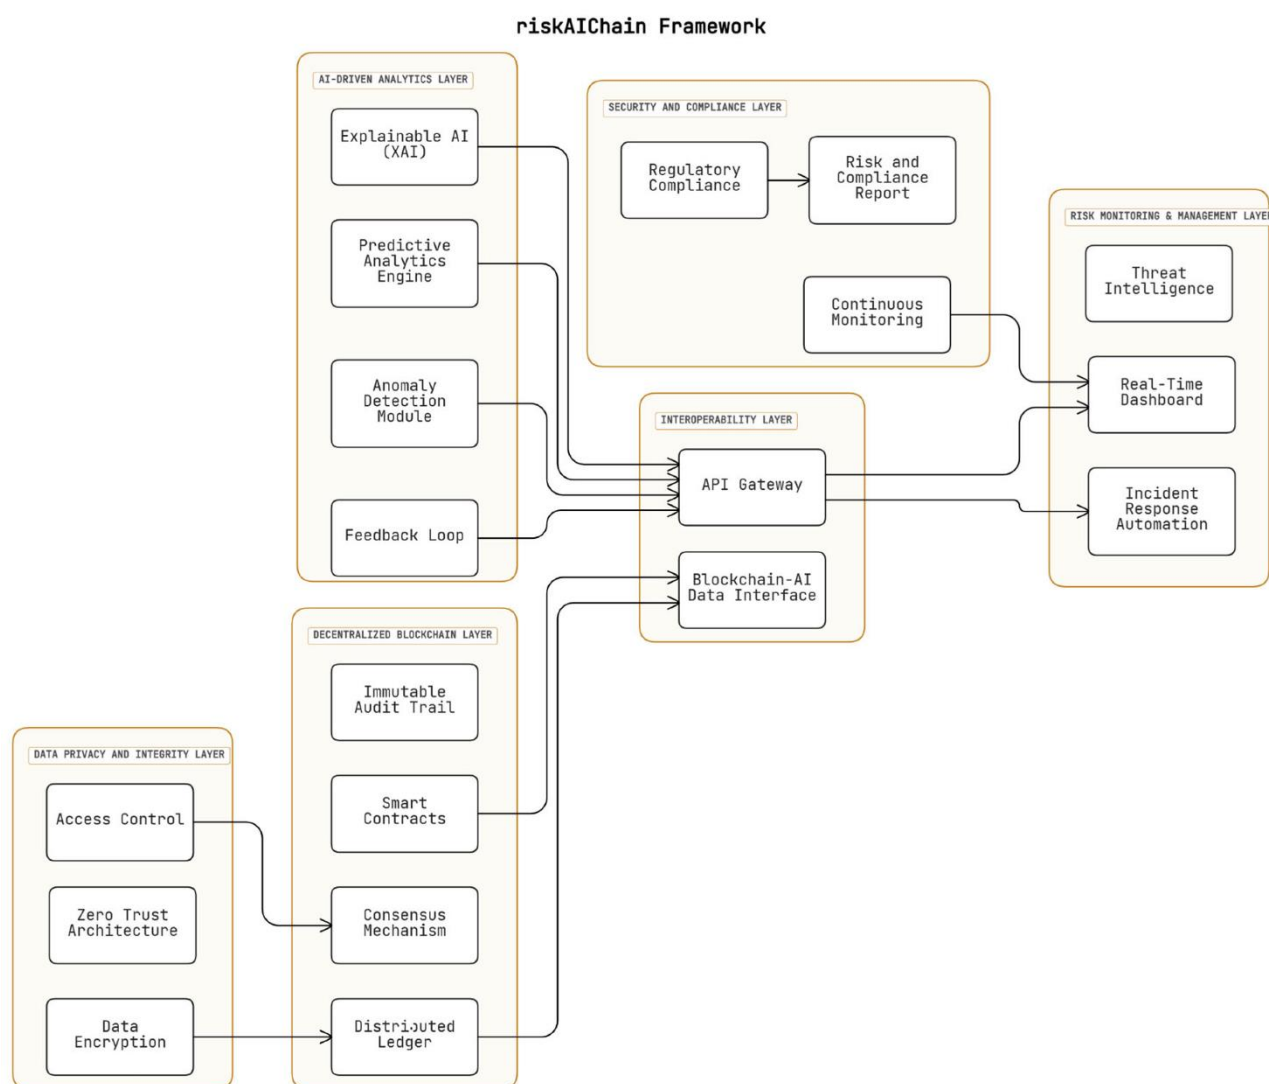 riskAIChain Framework
AI-DRIVEN ANALYTICS LAYER
Explainable AI
(XAI)
Predictive
Analytics
Engine
Anomaly
Detection
Module
Feedback Loop
SECURITY AND COMPLIANCE LAYER
Regulatory
Compliance
Risk and
Compliance
Report
Continuous
Monitoring
RISK MONITORING & MANAGEMENT LAYER
Threat
Intelligence
Real-Time
Dashboard
Incident
Response
Automation
INTEROPERABILITY LAYER
API Gateway
Blockchain-AI
Data Interface
DECENTRALIZED BLOCKCHAIN LAYER
Immutable
Audit Trail
Smart
Contracts
Consensus
Mechanism
Distributed
Ledger
DATA PRIVACY AND INTEGRITY LAYER
Access Control
Zero Trust
Architecture
Data
Encryption